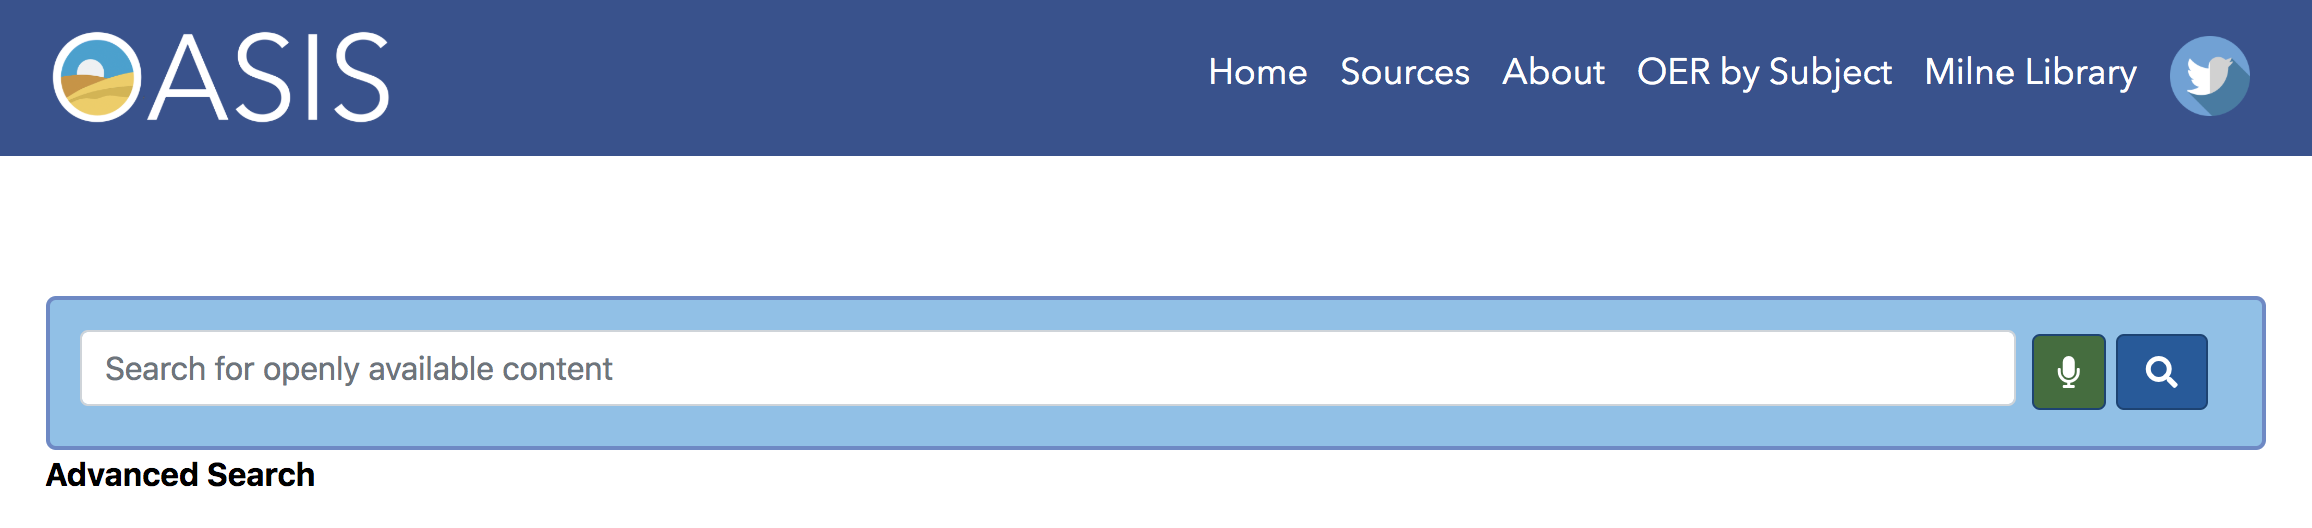 OASIS
Home Sources About OER by Subject Milne Library
Search for openly available content
Advanced Search